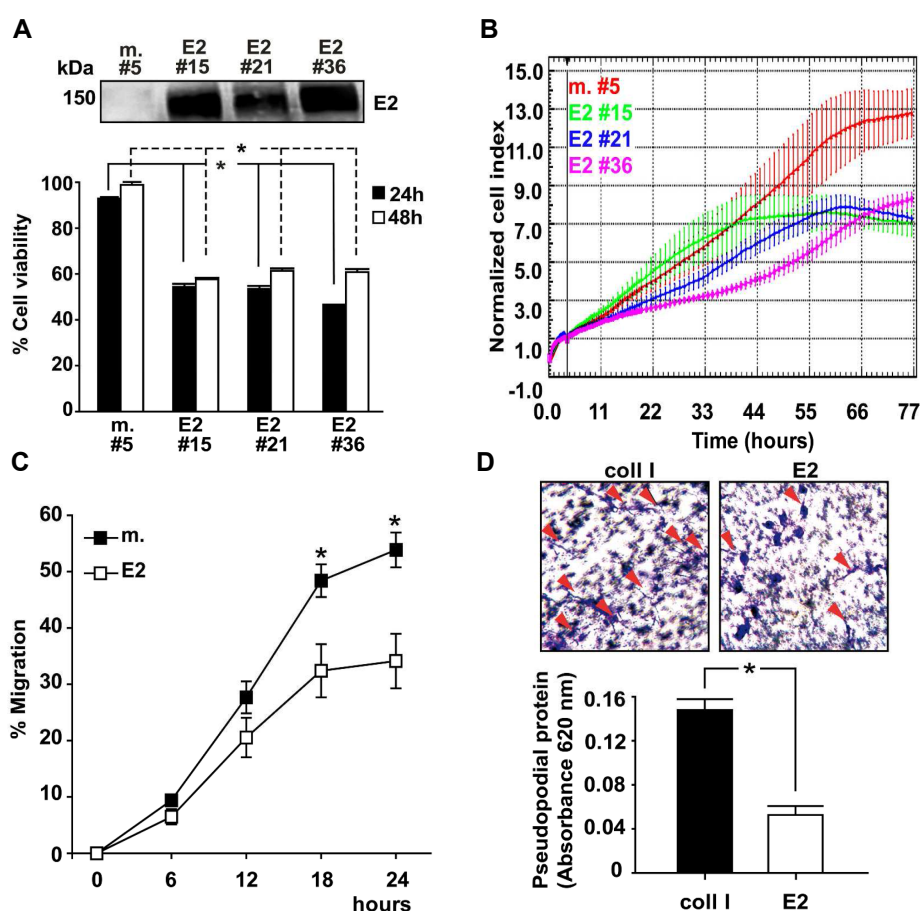 A
m. E2 E2 E2
#5 #15 #21 #36
kDa
150
E2
*
*
100
80
60
40
20
0
24h
48h
% Cell viability
m. E2 E2 E2
#5 #15 #21 #36
B
15.0
13.0
11.0
9.0
7.0
5.0
3.0
1.0
-1.0
m. #5
E2 #15
E2 #21
E2 #36
Normalized cell index
0.0 11 22 33 44 55 66 77
Time (hours)
C
60
50
40
30
20
10
0
m.
E2
* *
% Migration
0 6 12 18 24
hours
D
coll I E2
*
0.16
0.12
0.08
0.04
0
Pseudopodial protein
(Absorbance 620 nm)
coll I E2